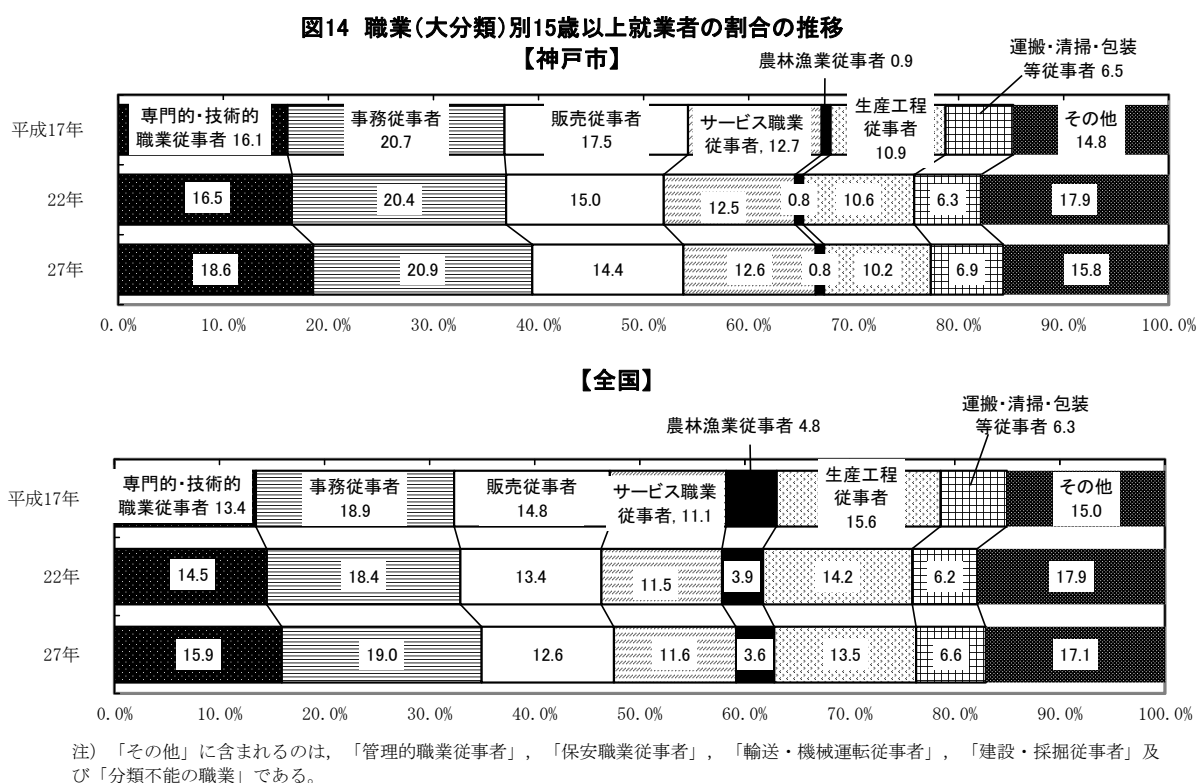 図14 職業(大分類)別15歳以上就業者の割合の推移
【神戸市】
農林漁業従事者 0.9
運搬・清掃・包装
等従事者 6.5
平成17年
専門的・技術的
職業従事者 16.1
事務従事者
20.7
販売従事者
17.5
サービス職業
従事者, 12.7
生産工程
従事者
10.9
その他
14.8
22年
16.5
20.4
15.0
12.5
0.8
10.6
6.3
17.9
27年
18.6
20.9
14.4
12.6
0.8
10.2
6.9
15.8
0.0% 10.0% 20.0% 30.0% 40.0% 50.0% 60.0% 70.0% 80.0% 90.0% 100.0%
【全国】
農林漁業従事者 4.8
運搬・清掃・包装
等従事者 6.3
平成17年
専門的・技術的
職業従事者 13.4
事務従事者
18.9
販売従事者
14.8
サービス職業
従事者, 11.1
生産工程
従事者
15.6
その他
15.0
22年
14.5
18.4
13.4
11.5
3.9
14.2
6.2
17.9
27年
15.9
19.0
12.6
11.6
3.6
13.5
6.6
17.1
0.0% 10.0% 20.0% 30.0% 40.0% 50.0% 60.0% 70.0% 80.0% 90.0% 100.0%
注)「その他」に含まれるのは，「管理的職業従事者」，「保安職業従事者」，「輸送・機械運転従事者」，「建設・採掘従事者」及
び「分類不能の職業」である。